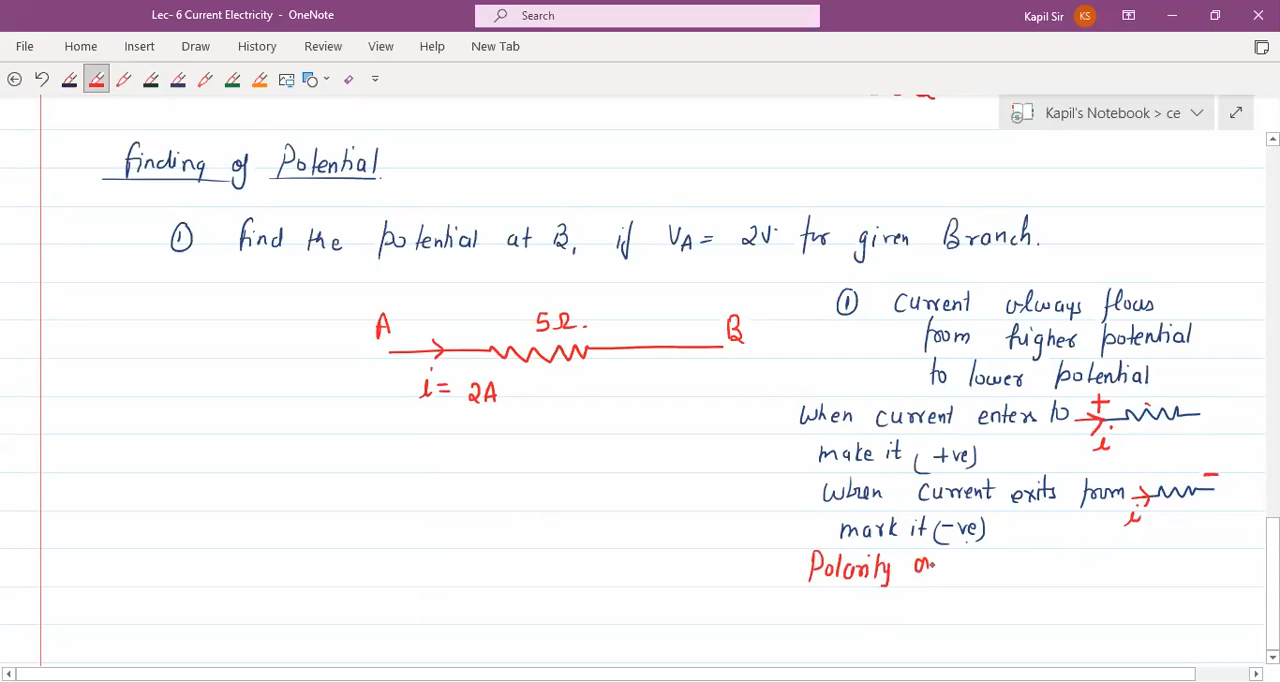 Lec- 6 Current Electricity - OneNote
Search
Kapil Sir
KS
File Home Insert Draw History Review View Help New Tab
Kapil's Notebook > ce
finding of Potential
① find the potential at B, if VA = 2V for given Branch.
A 5Ω. B
i = 2A
① Current always flows
from higher potential
to lower potential
When current enters to
+
i
make it (+ve)
When current exits from
-
i
mark it (-ve)
Polarity